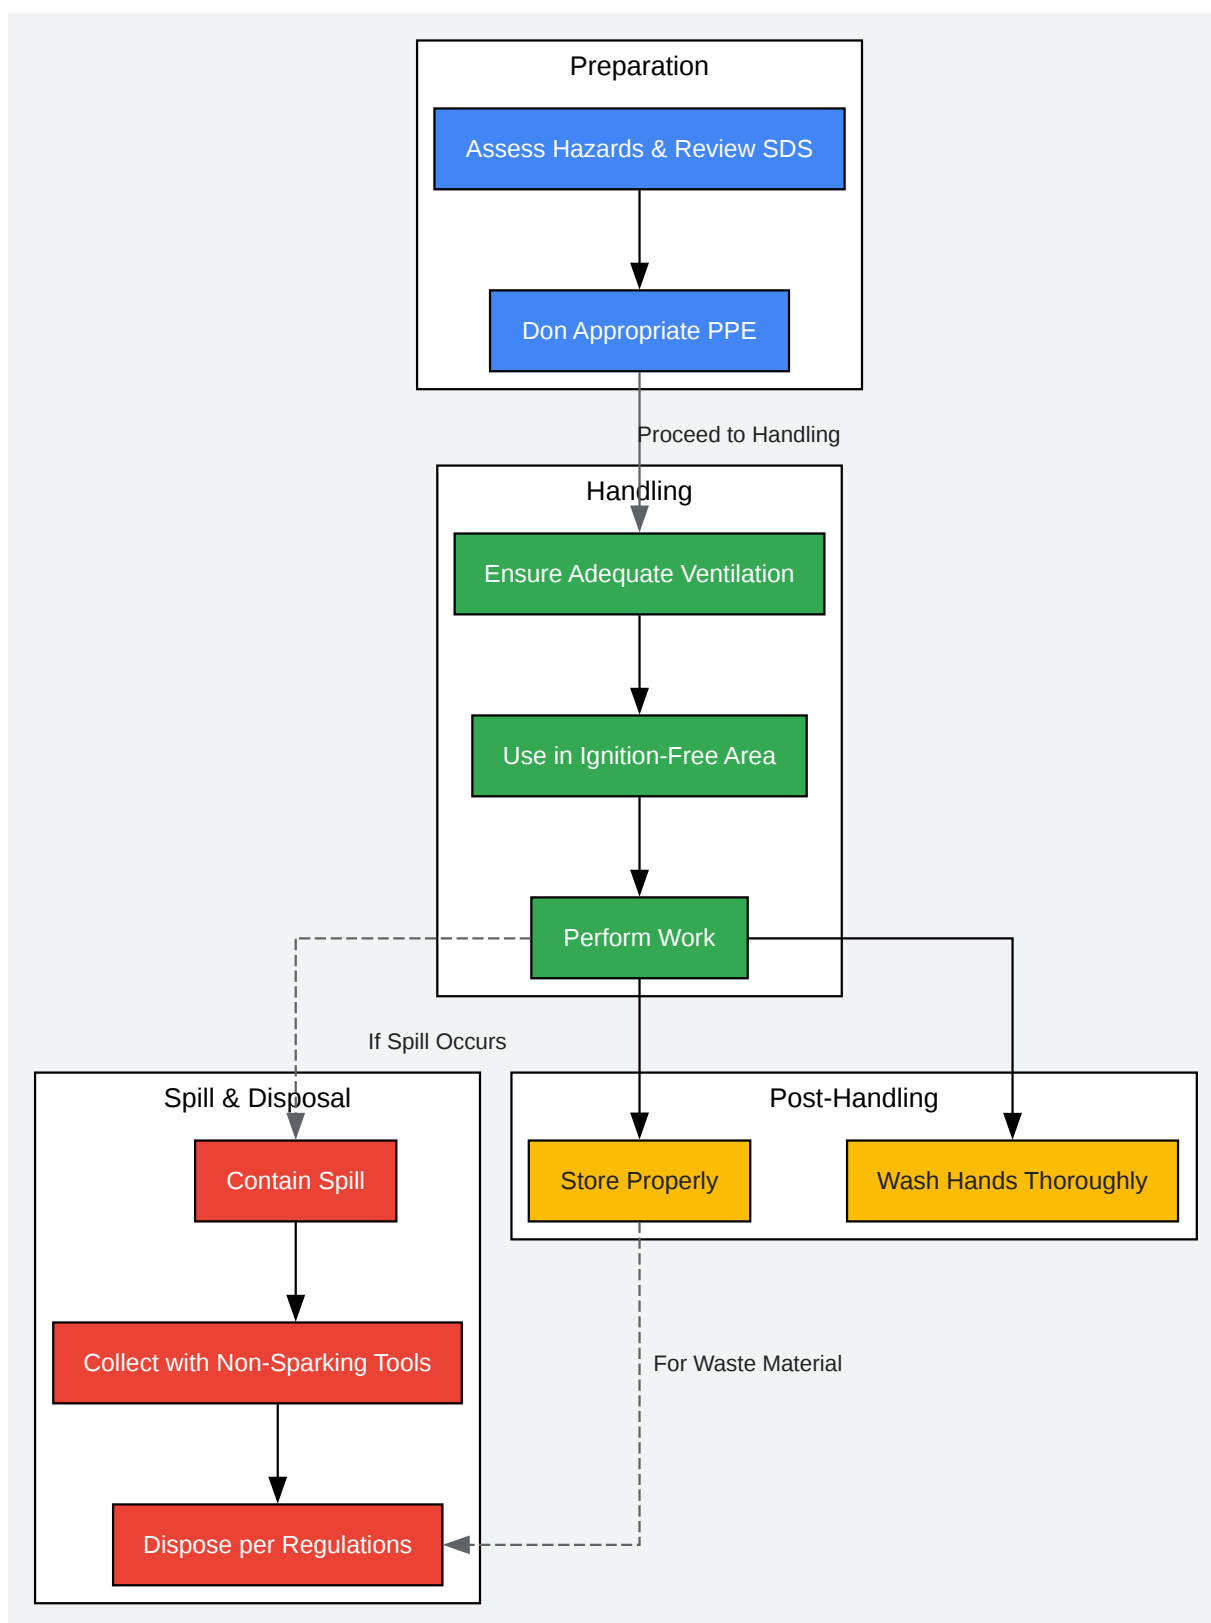 Preparation
Assess Hazards & Review SDS
Don Appropriate PPE
Proceed to Handling
Handling
Ensure Adequate Ventilation
Use in Ignition-Free Area
Perform Work
If Spill Occurs
Spill & Disposal
Contain Spill
Collect with Non-Sparking Tools
Dispose per Regulations
Post-Handling
Store Properly
Wash Hands Thoroughly
For Waste Material